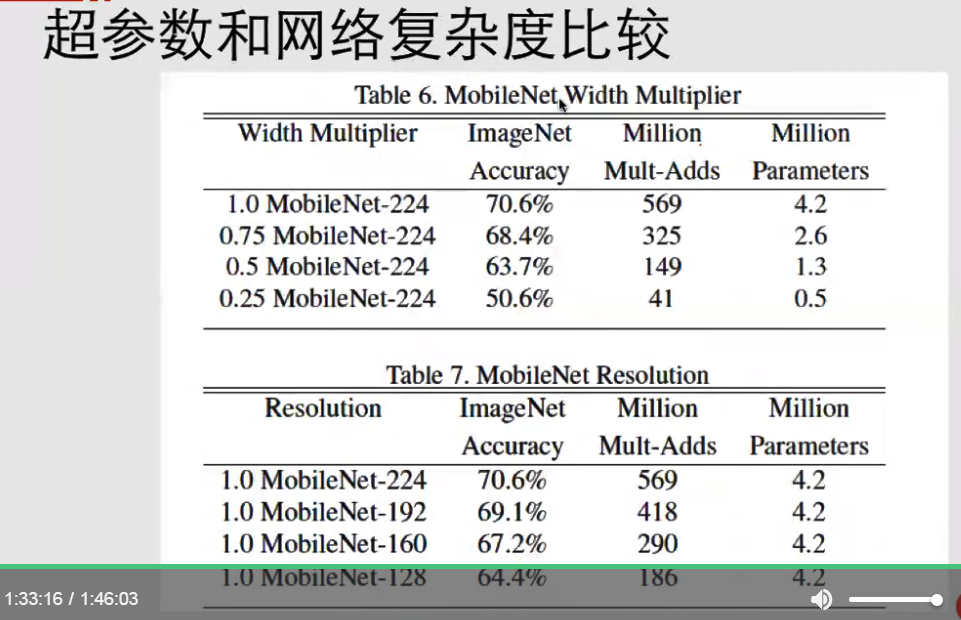 超参数和网络复杂度比较
Table 6. MobileNet Width Multiplier
Width Multiplier ImageNet Million Million
Accuracy Mult-Adds Parameters
1.0 MobileNet-224 70.6% 569 4.2
0.75 MobileNet-224 68.4% 325 2.6
0.5 MobileNet-224 63.7% 149 1.3
0.25 MobileNet-224 50.6% 41 0.5
Table 7. MobileNet Resolution
Resolution ImageNet Million Million
Accuracy Mult-Adds Parameters
1.0 MobileNet-224 70.6% 569 4.2
1.0 MobileNet-192 69.1% 418 4.2
1.0 MobileNet-160 67.2% 290 4.2
1.0 MobileNet-128 64.4% 186 4.2
1:33:16 / 1:46:03